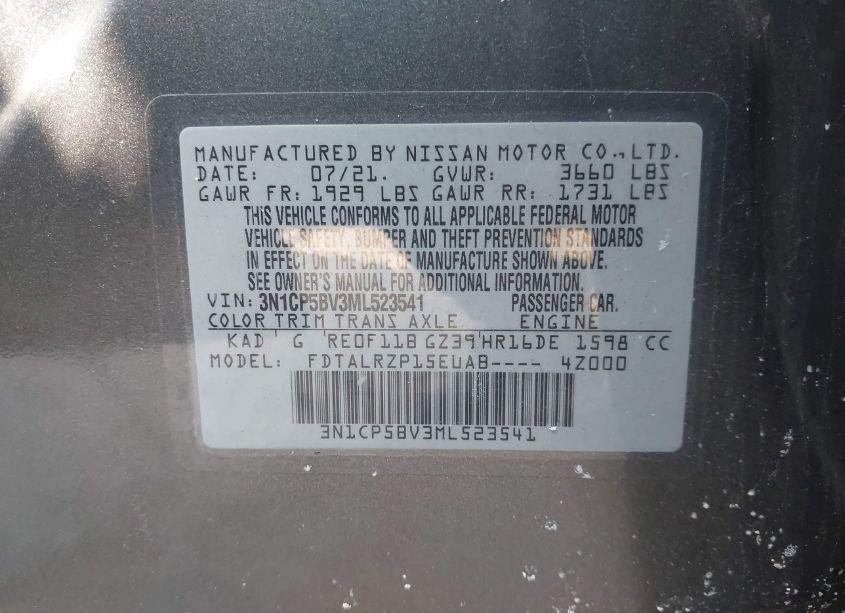 MANUFACTURED BY NISSAN MOTOR CO., LTD.
DATE: 07/21. GVWR: 3660 LBS
GAWR FR: 1929 LBS GAWR RR: 1731 LBS
THIS VEHICLE CONFORMS TO ALL APPLICABLE FEDERAL MOTOR
VEHICLE SAFETY, BUMPER AND THEFT PREVENTION STANDARDS
IN EFFECT ON THE DATE OF MANUFACTURE SHOWN ABOVE.
SEE OWNER'S MANUAL FOR ADDITIONAL INFORMATION.
VIN: 3N1CP5BV3ML523541 PASSENGER CAR.
COLOR TRIM TRANS AXLE ENGINE
KAD G RE0F11B GZ39 HR16DE 1598 CC
MODEL: FDTALRZP15EUAB---- 4Z000
3N1CP5BV3ML523541